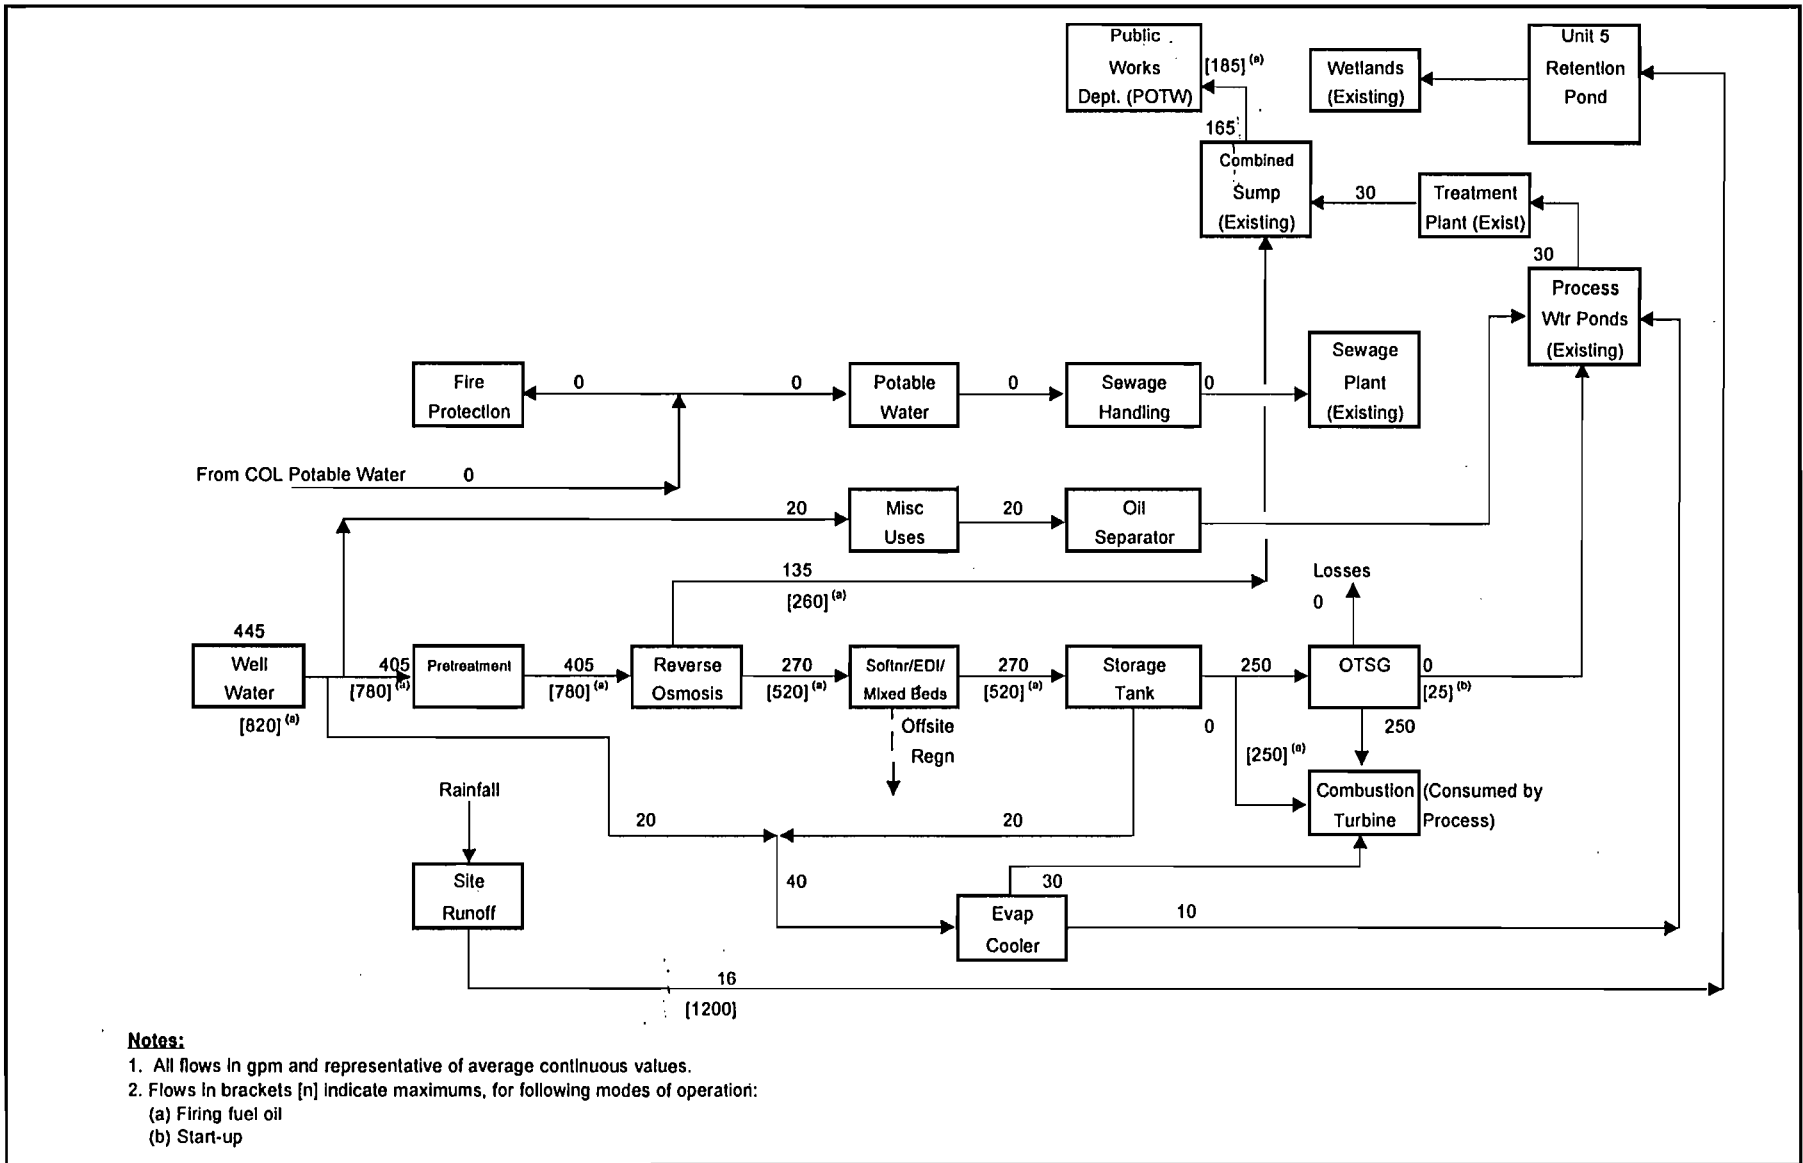 Public
Works
Dept. (POTW)
[185] (a)
Wetlands
(Existing)
Unit 5
Retention
Pond
165
Combined
Sump
(Existing)
30
Treatment
Plant (Exist)
30
Process
Wtr Ponds
(Existing)
Fire
Protection
0
0
Potable
Water
0
Sewage
Handling
0
Sewage
Plant
(Existing)
From COL Potable Water
0
20
Misc
Uses
20
Oil
Separator
135
[260] (a)
Losses
0
445
Well
Water
[820] (a)
405
[780] (a)
Pretreatment
405
[780] (a)
Reverse
Osmosis
270
[520] (a)
Softnr/EDI/
Mixed Beds
270
[520] (a)
Storage
Tank
250
OTSG
0
[25] (b)
Offsite
Regn
0
[250] (a)
250
Combustion
Turbine
(Consumed by
Process)
Rainfall
20
20
Site
Runoff
40
30
Evap
Cooler
10
16
[1200]
Notes:
1. All flows in gpm and representative of average continuous values.
2. Flows in brackets [n] indicate maximums, for following modes of operation:
(a) Firing fuel oil
(b) Start-up